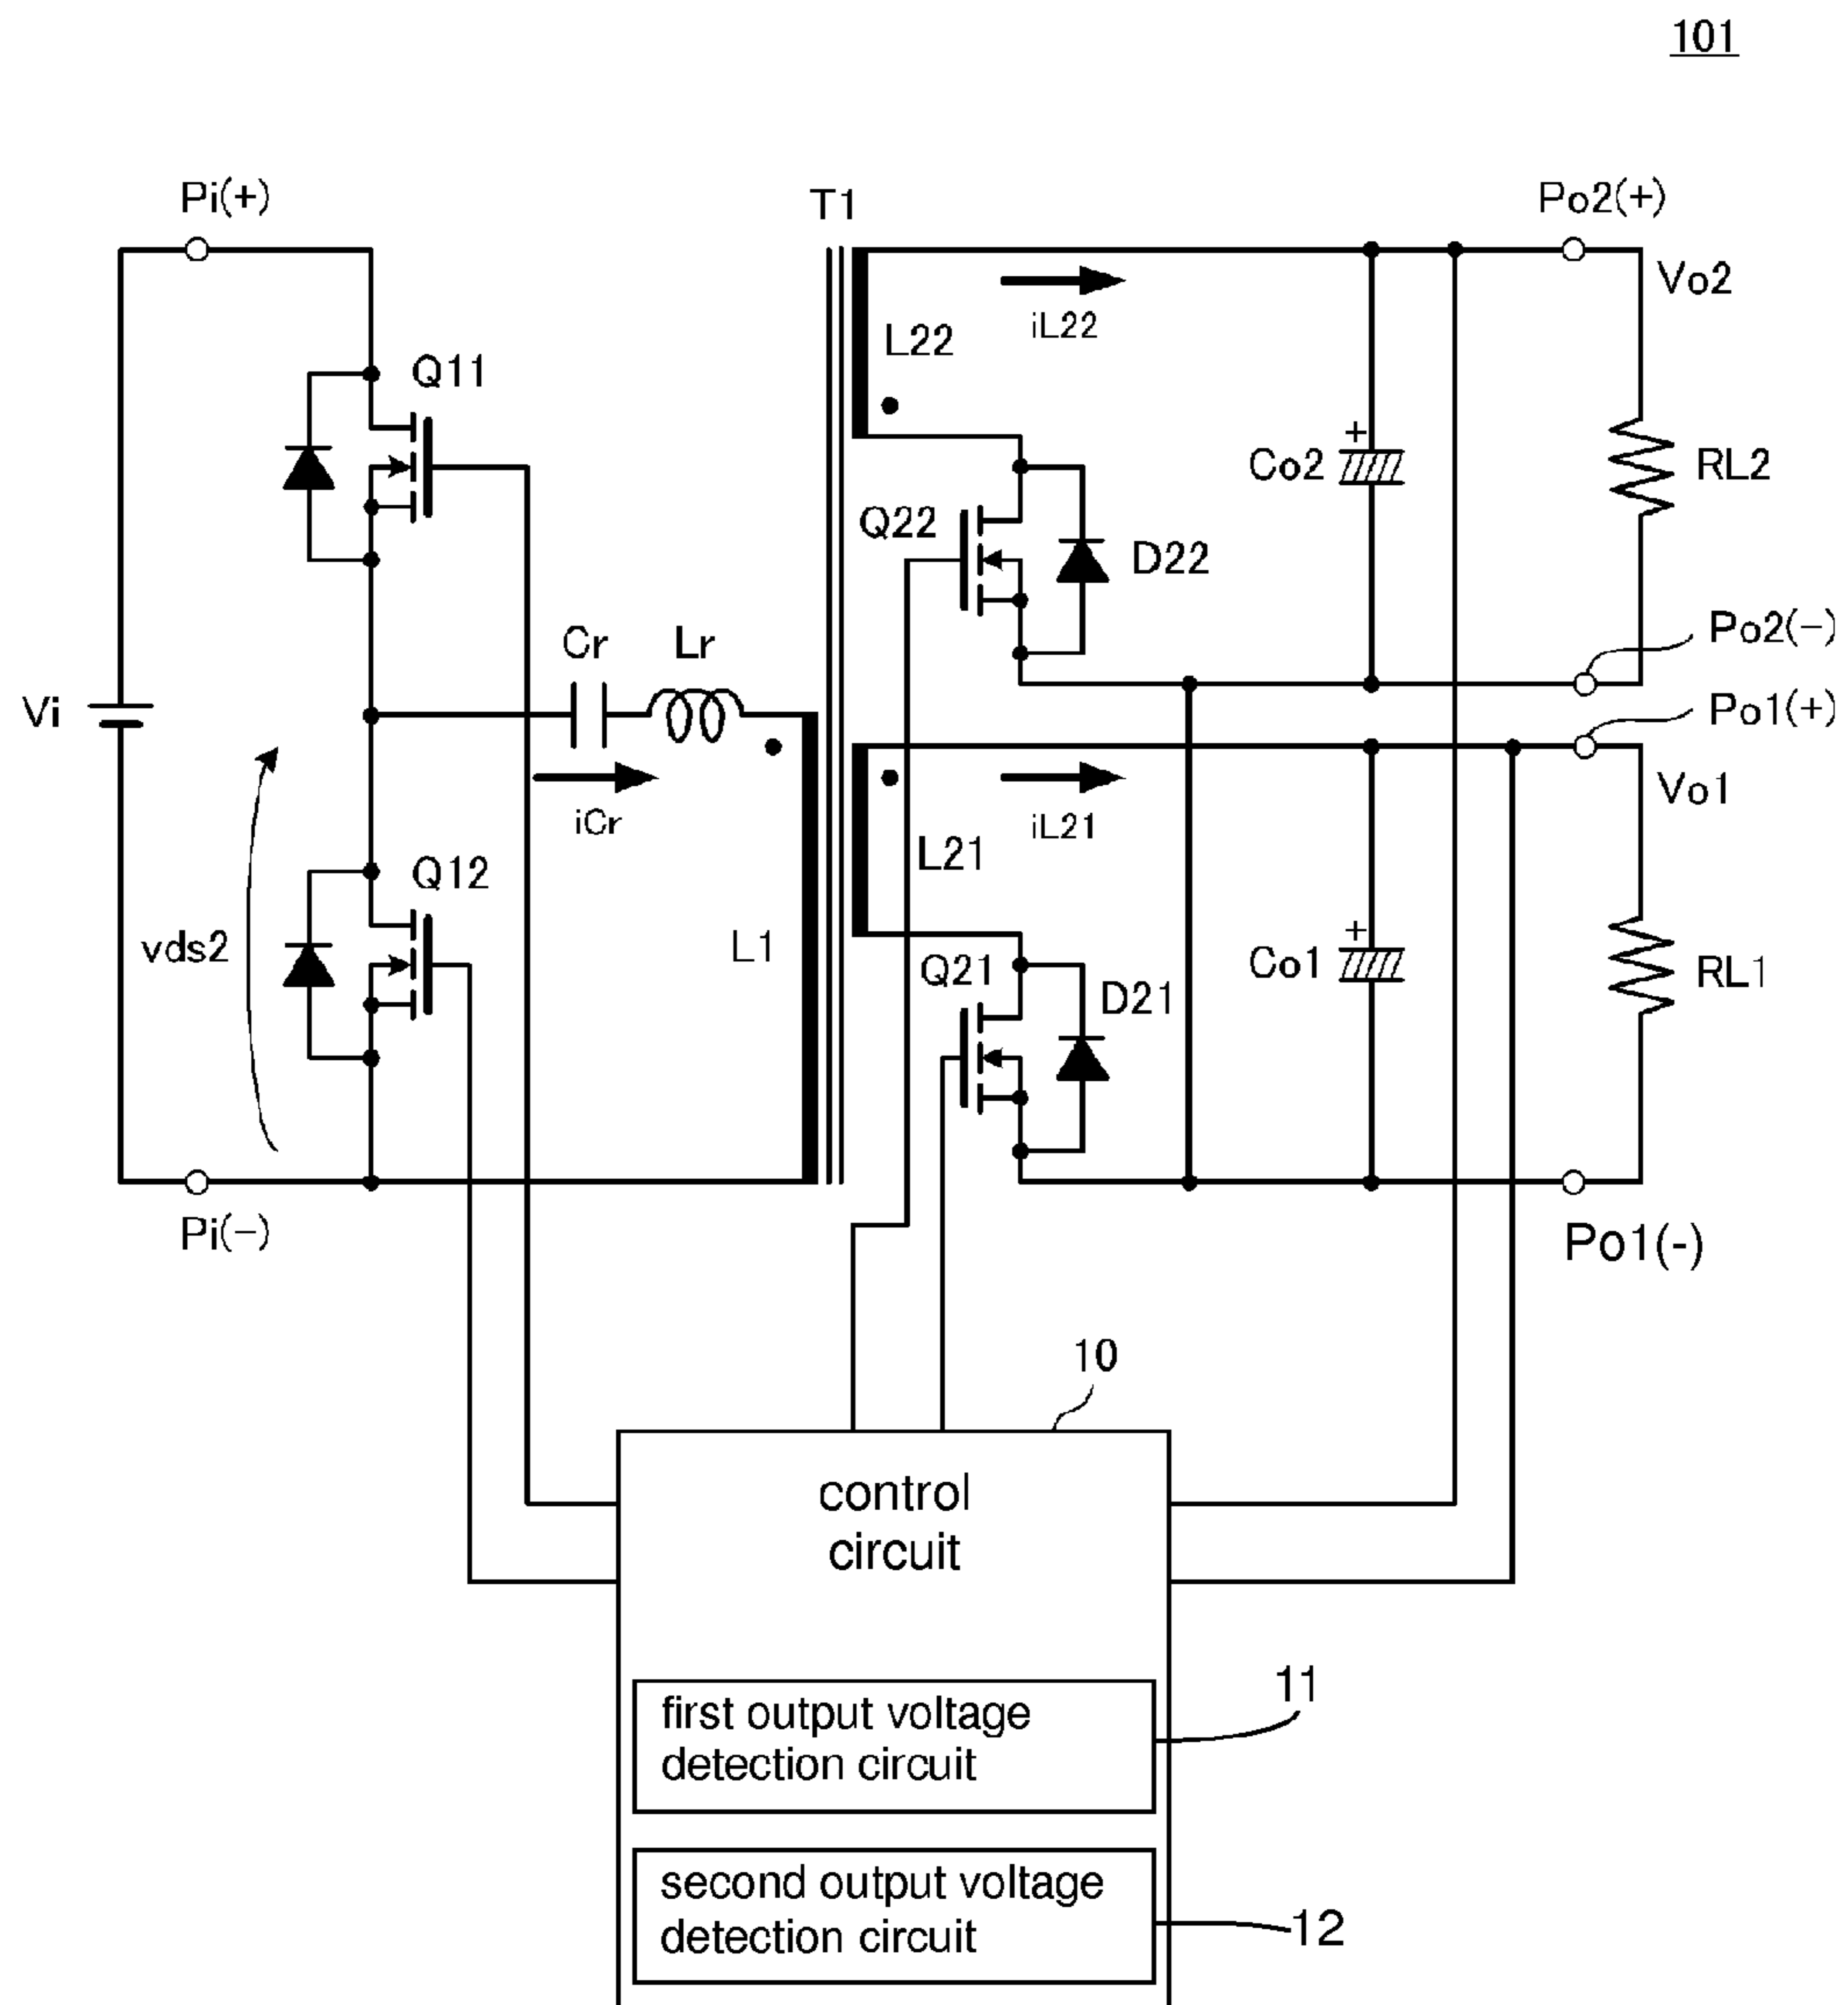 101
Pi(+)
T1
Po2(+)
Vo2
iL22
L22
Q11
+
Co2
RL2
Q22
D22
Po2(−)
Cr
Lr
Vi
Po1(+)
Vo1
iCr
iL21
L21
Q12
vds2
L1
Q21
+
Co1
D21
RL1
Pi(−)
Po1(-)
10
control
circuit
11
first output voltage
detection circuit
second output voltage
detection circuit
12